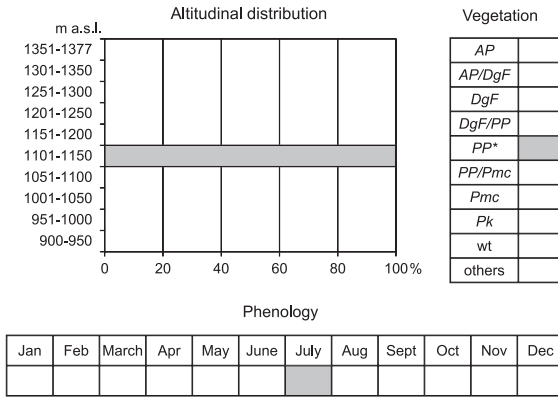 Altitudinal distribution
m a.s.l.
1351-1377
1301-1350
1251-1300
1201-1250
1151-1200
1101-1150
1051-1100
1001-1050
951-1000
900-950
0 20 40 60 80 100%
Vegetation
AP
AP/DgF
DgF
DgF/PP
PP*
PP/Pmc
Pmc
Pk
wt
others
Phenology
Jan Feb March Apr May June July Aug Sept Oct Nov Dec